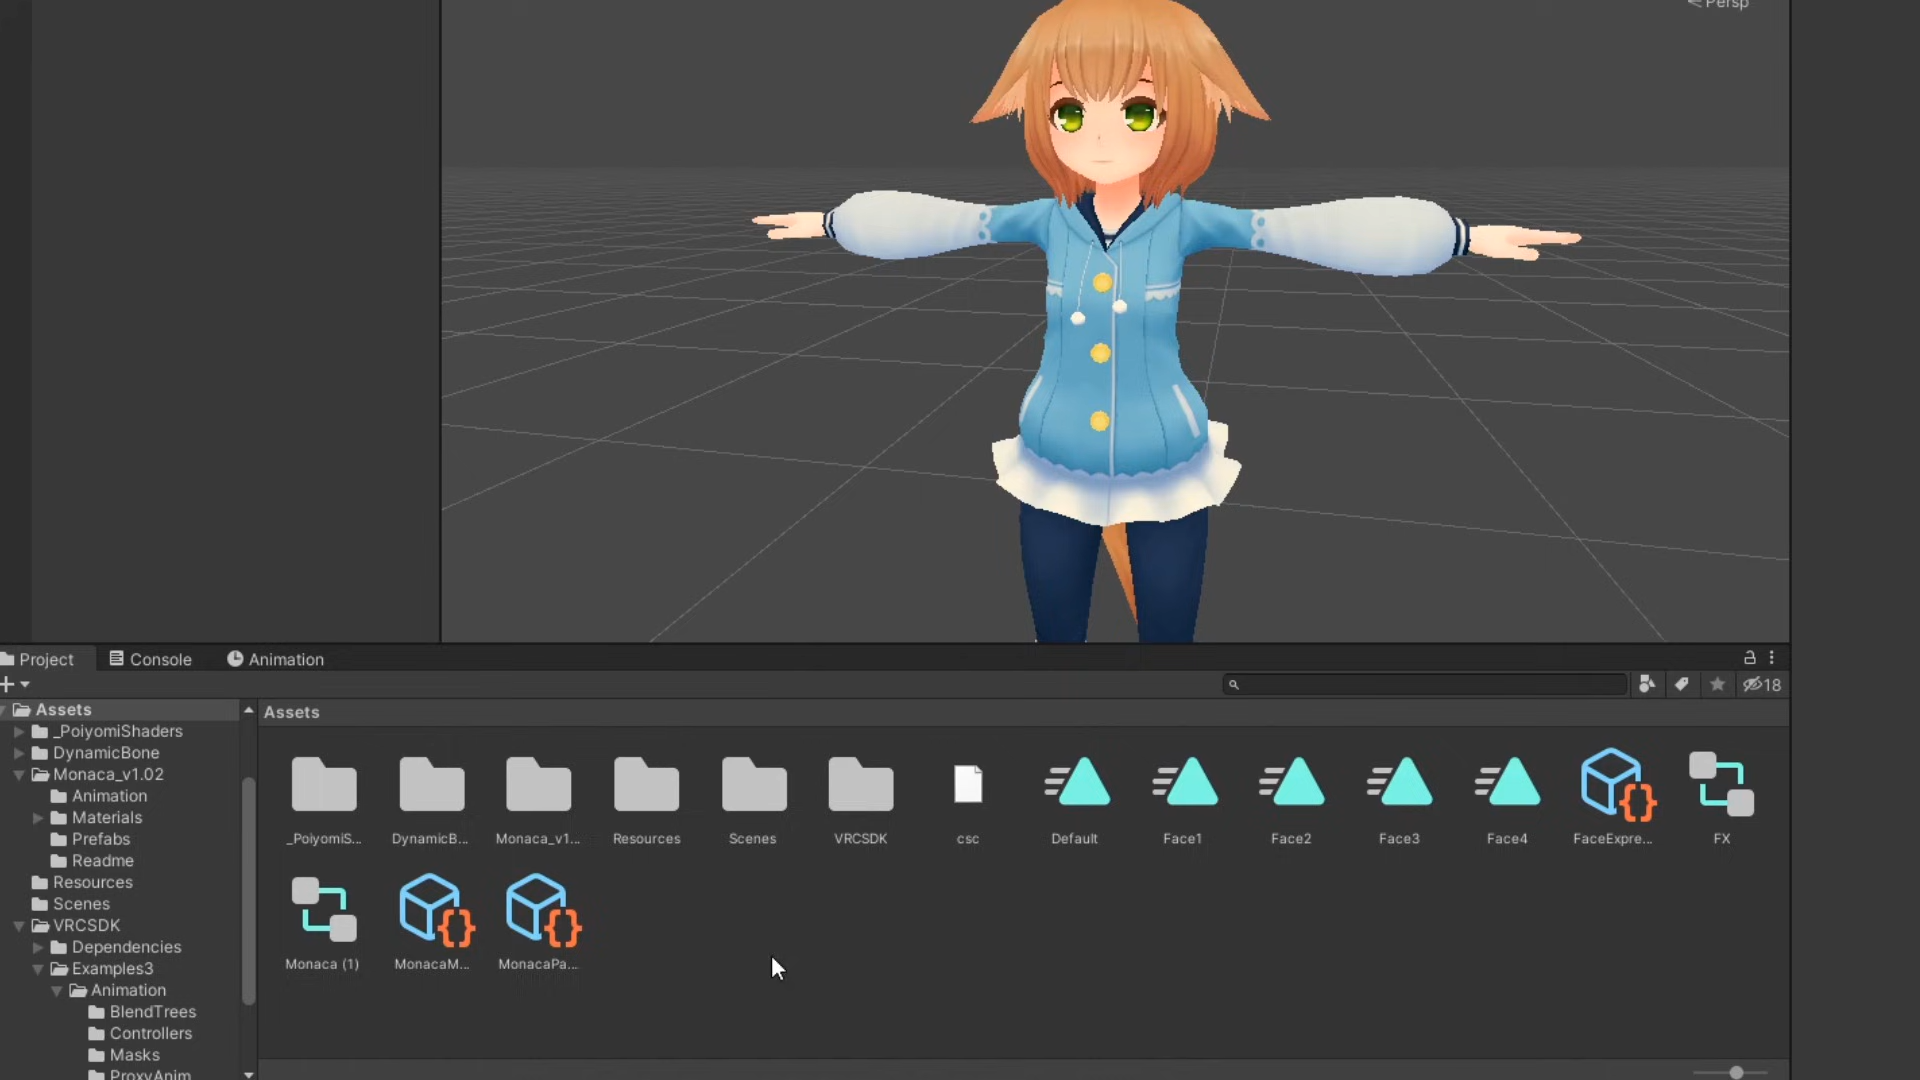 < Persp
Project
Console
Animation
18
Assets
_PoiyomiShaders
DynamicBone
Monaca_v1.02
Animation
Materials
Prefabs
Readme
Resources
Scenes
VRCSDK
Dependencies
Examples3
Animation
BlendTrees
Controllers
Masks
ProxyAnim
Assets
_PoiyomiS...
DynamicB...
Monaca_v1...
Resources
Scenes
VRCSDK
csc
Default
Face1
Face2
Face3
Face4
FaceExpre...
FX
Monaca (1)
MonacaM...
MonacaPa...